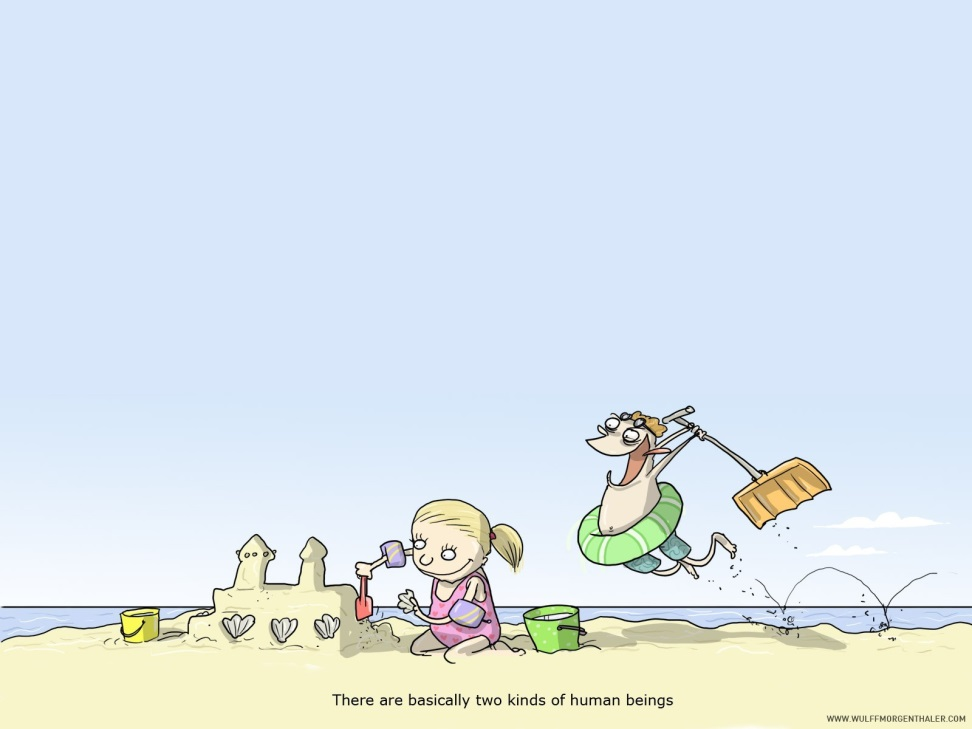 There are basically two kinds of human beings
WWW.WULFFMORGENTHALER.COM